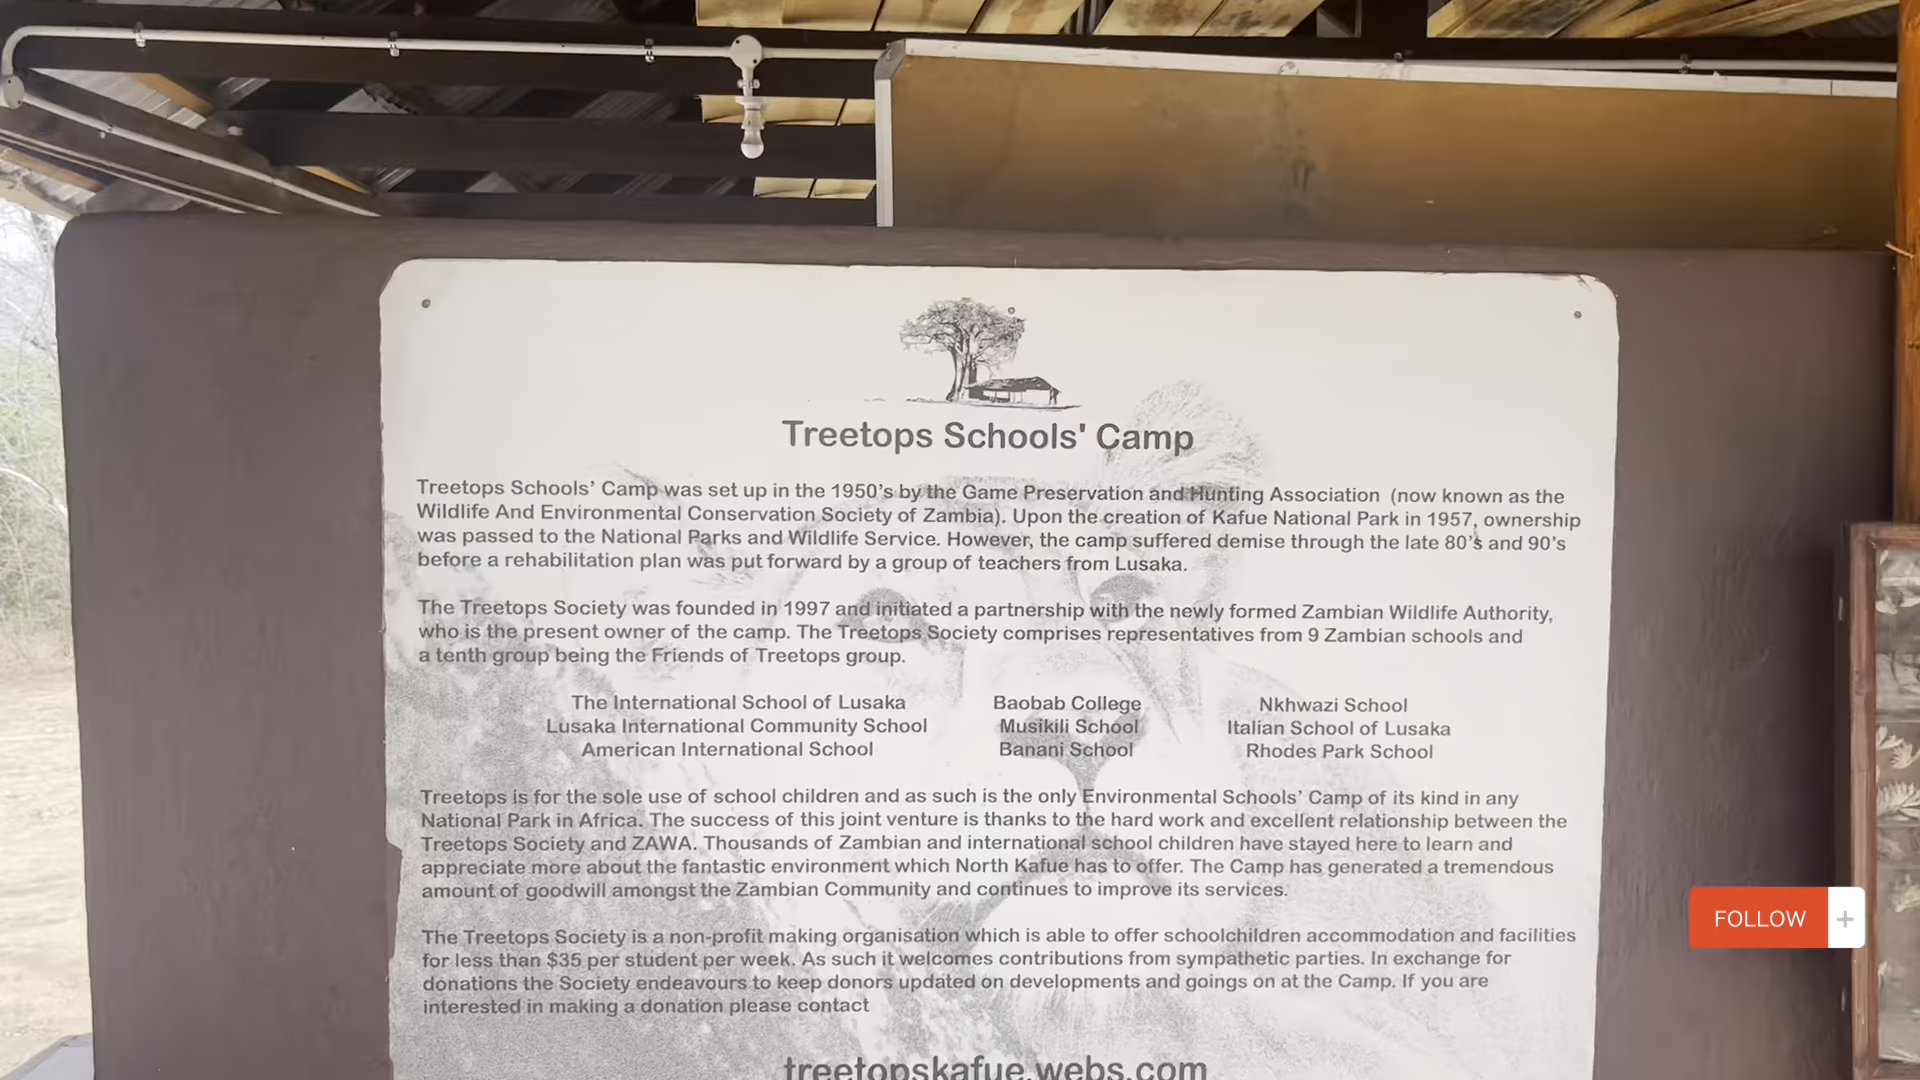 Treetops Schools' Camp
Treetops Schools' Camp was set up in the 1950's by the Game Preservation and Hunting Association (now known as the
Wildlife And Environmental Conservation Society of Zambia). Upon the creation of Kafue National Park in 1957, ownership
was passed to the National Parks and Wildlife Service. However, the camp suffered demise through the late 80's and 90's
before a rehabilitation plan was put forward by a group of teachers from Lusaka.
The Treetops Society was founded in 1997 and initiated a partnership with the newly formed Zambian Wildlife Authority,
who is the present owner of the camp. The Treetops Society comprises representatives from 9 Zambian schools and
a tenth group being the Friends of Treetops group.
The International School of Lusaka Baobab College Nkhwazi School
Lusaka International Community School Musikili School Italian School of Lusaka
American International School Banani School Rhodes Park School
Treetops is for the sole use of school children and as such is the only Environmental Schools' Camp of its kind in any
National Park in Africa. The success of this joint venture is thanks to the hard work and excellent relationship between the
Treetops Society and ZAWA. Thousands of Zambian and international school children have stayed here to learn and
appreciate more about the fantastic environment which North Kafue has to offer. The Camp has generated a tremendous
amount of goodwill amongst the Zambian Community and continues to improve its services.
The Treetops Society is a non-profit making organisation which is able to offer schoolchildren accommodation and facilities
for less than $35 per student per week. As such it welcomes contributions from sympathetic parties. In exchange for
donations the Society endeavours to keep donors updated on developments and goings on at the Camp. If you are
interested in making a donation please contact
treetopskafue.webs.com
FOLLOW +